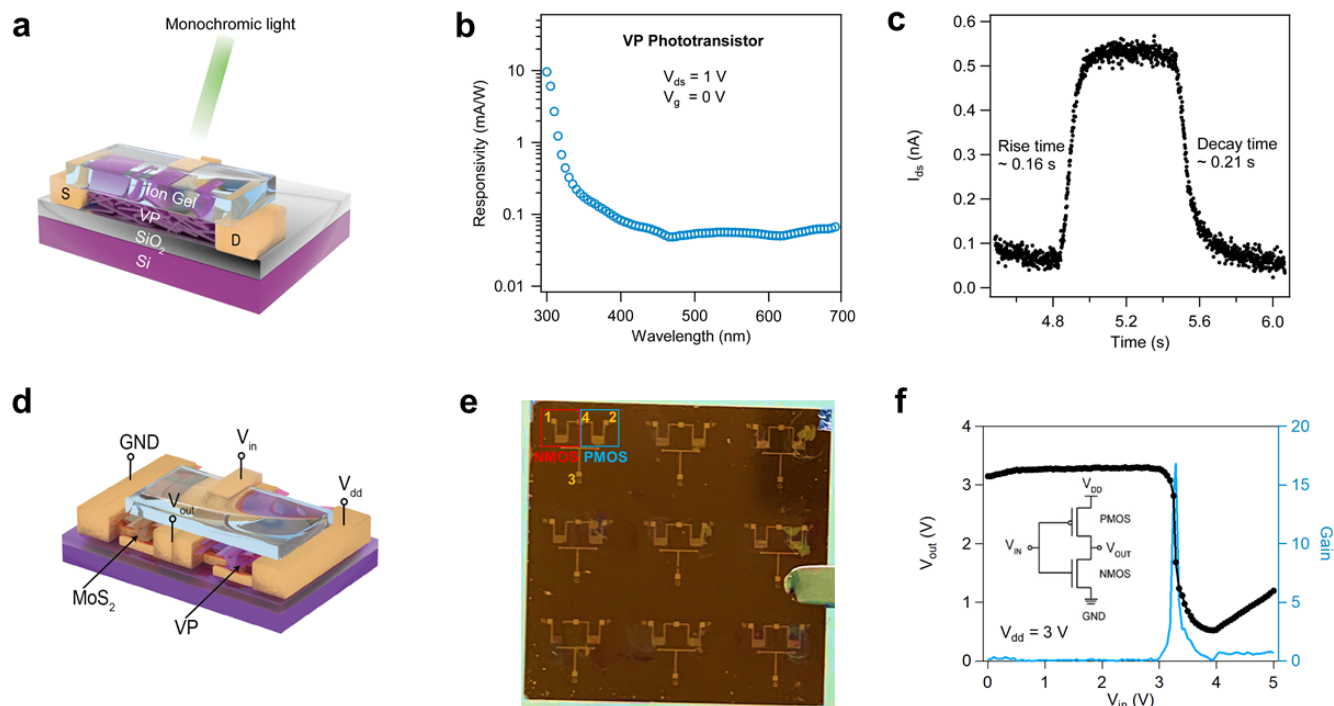 a
Monochromic light
S
Ion Gel
VP
SiO2
Si
D
b
VP Phototransistor
Vds = 1 V
Vg = 0 V
Responsivity (mA/W)
10
1
0.1
0.01
300
400
500
600
700
Wavelength (nm)
c
Ids (nA)
0.6
0.5
0.4
0.3
0.2
0.1
0.0
Rise time
~ 0.16 s
Decay time
~ 0.21 s
4.8
5.2
5.6
6.0
Time (s)
d
GND
Vin
Vout
Vdd
MoS2
VP
e
1
4
2
NMOS
PMOS
3
f
Vout (V)
4
3
2
1
0
VDD
PMOS
VIN
VOUT
NMOS
GND
Vdd = 3 V
20
15
10
5
0
Gain
0
1
2
3
4
5
Vin (V)